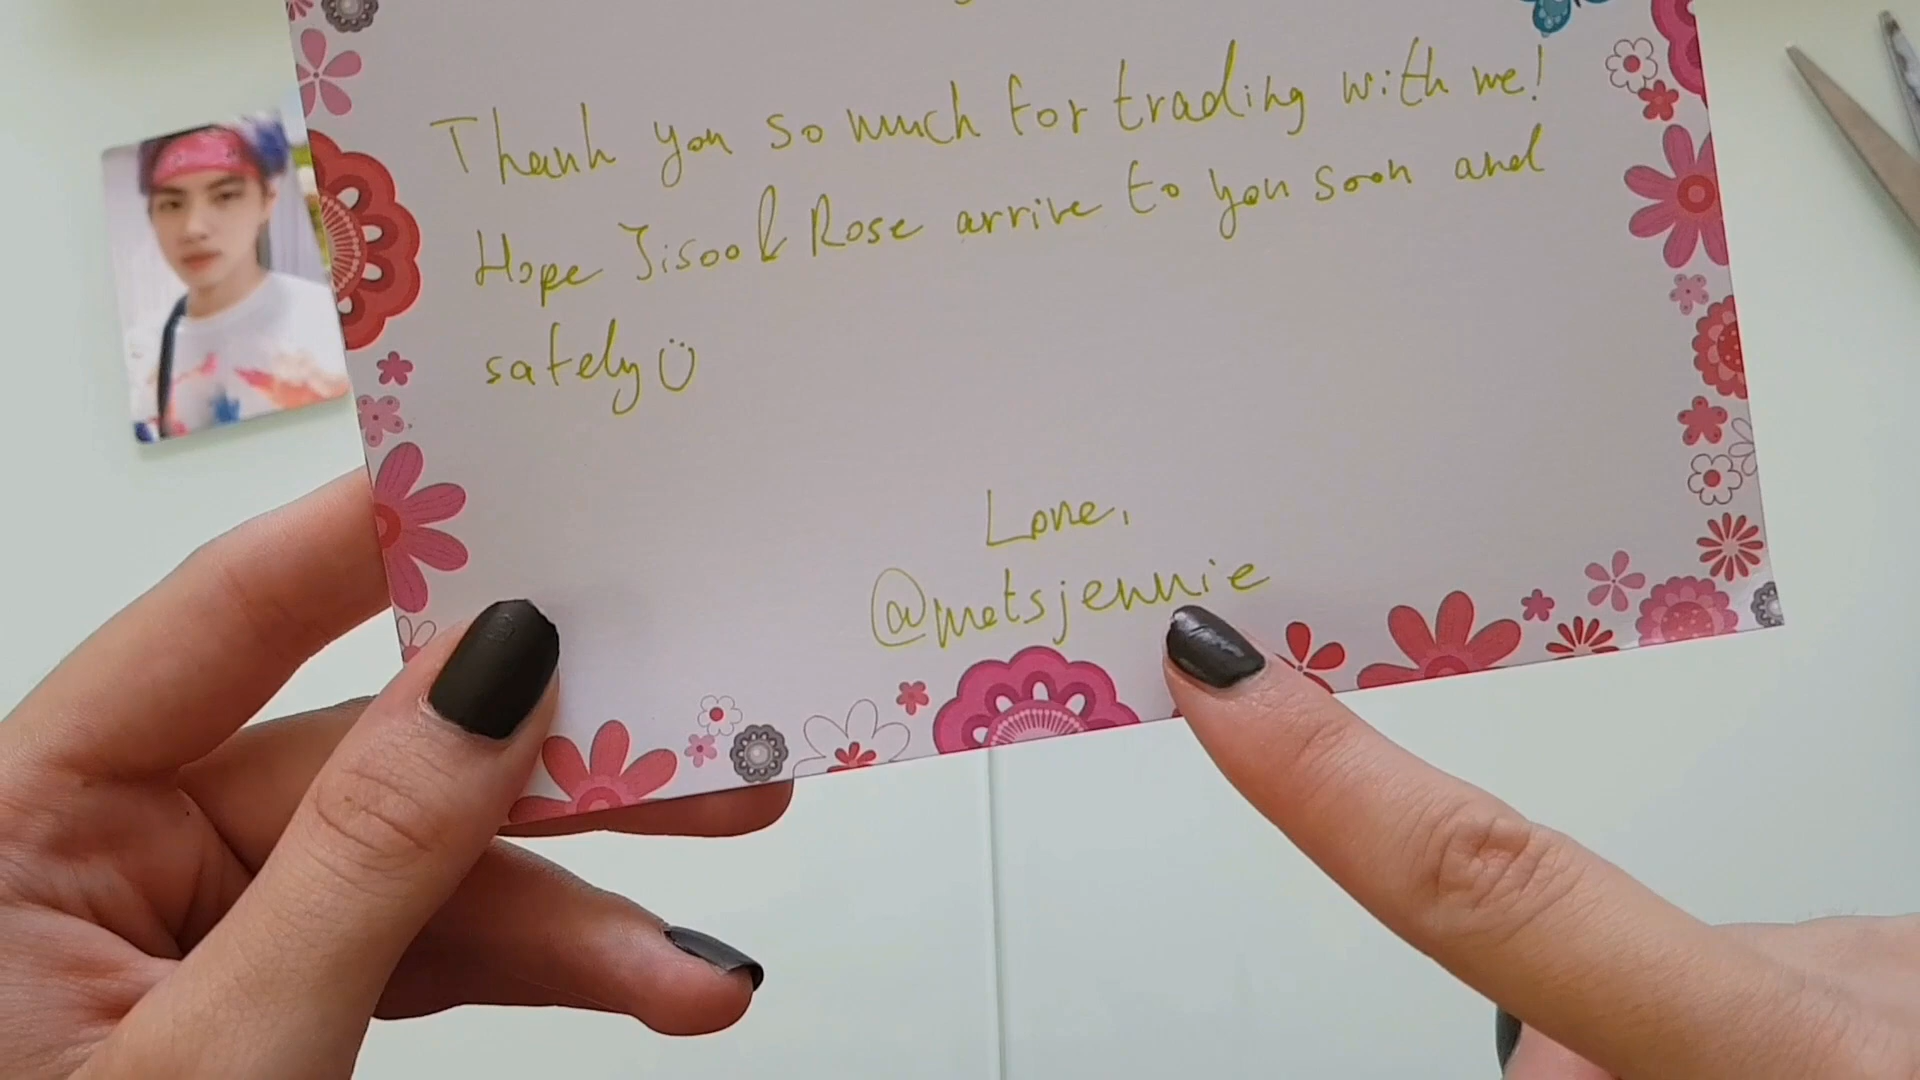 Thank you so much for trading with me!
Hope Jisoo & Rose arrive to you soon and
safely
Love,
@metsjennie